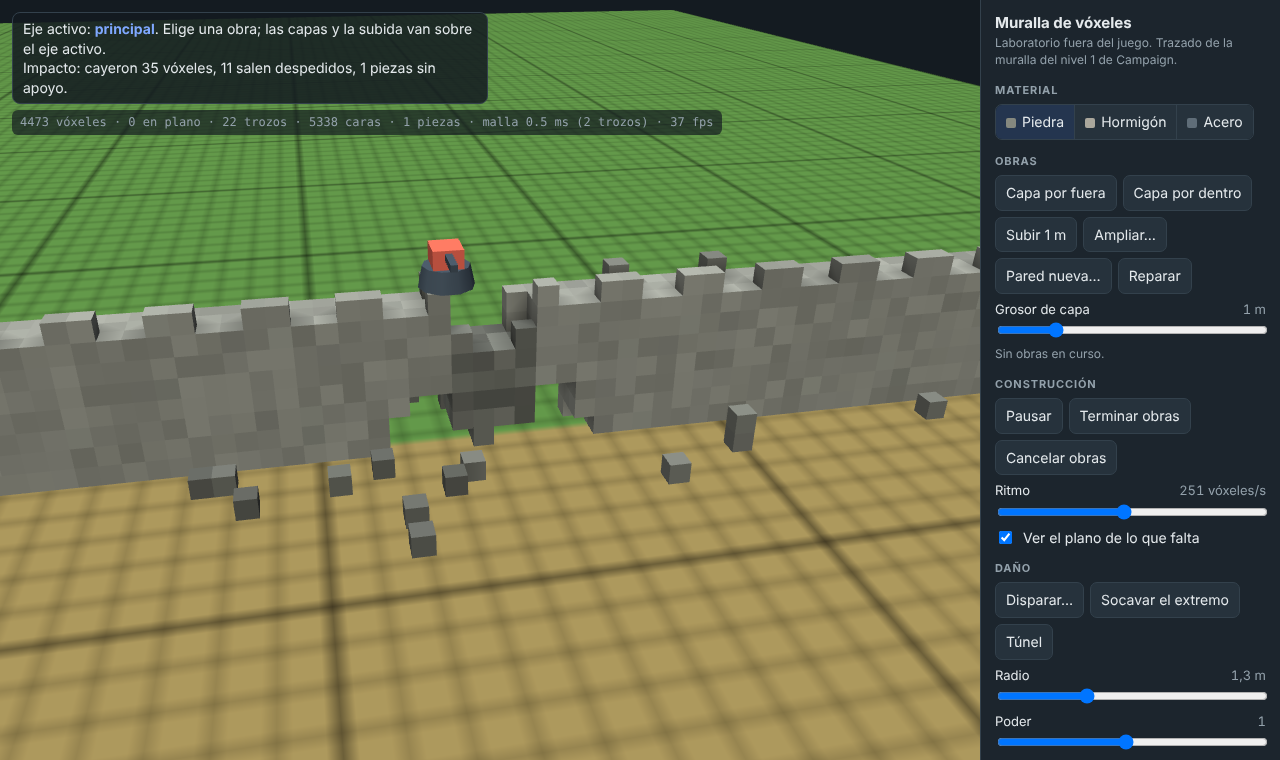 Eje activo: principal. Elige una obra; las capas y la subida van sobre
el eje activo.
Impacto: cayeron 35 vóxeles, 11 salen despedidos, 1 piezas sin
apoyo.
4473 vóxeles · 0 en plano · 22 trozos · 5338 caras · 1 piezas · malla 0.5 ms (2 trozos) · 37 fps
Muralla de vóxeles
Laboratorio fuera del juego. Trazado de la
muralla del nivel 1 de Campaign.
MATERIAL
Piedra Hormigón Acero
OBRAS
Capa por fuera Capa por dentro
Subir 1 m Ampliar...
Pared nueva... Reparar
Grosor de capa 1 m
Sin obras en curso.
CONSTRUCCIÓN
Pausar Terminar obras
Cancelar obras
Ritmo 251 vóxeles/s
Ver el plano de lo que falta
DAÑO
Disparar... Socavar el extremo
Túnel
Radio 1,3 m
Poder 1